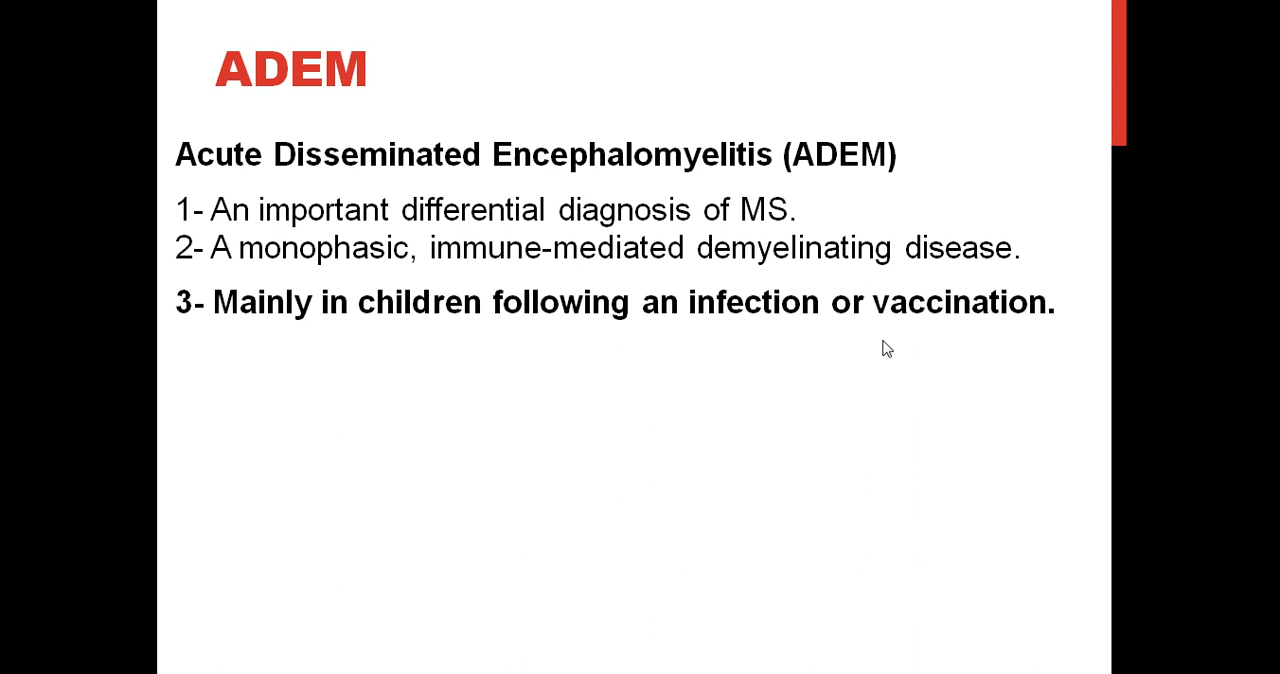 ADEM
Acute Disseminated Encephalomyelitis (ADEM)
1- An important differential diagnosis of MS.
2- A monophasic, immune-mediated demyelinating disease.
3- Mainly in children following an infection or vaccination.